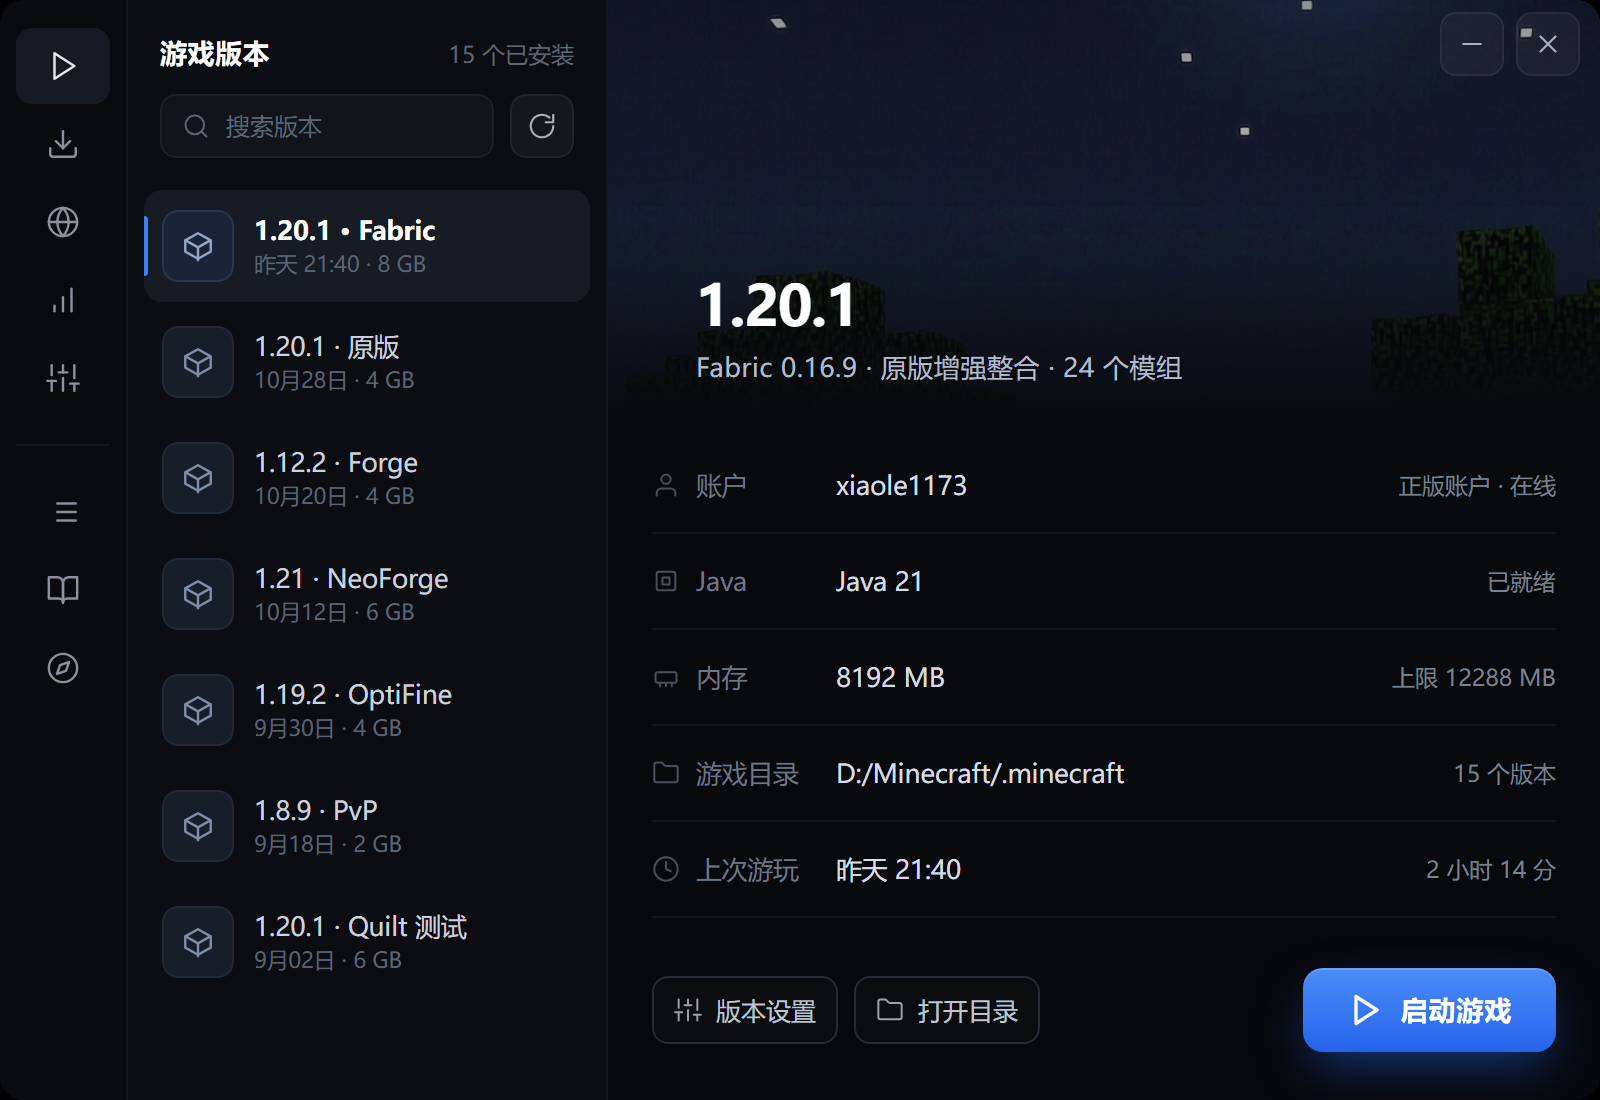 游戏版本
15 个已安装
搜索版本
1.20.1 • Fabric
昨天 21:40 · 8 GB
1.20.1 · 原版
10月28日 · 4 GB
1.12.2 · Forge
10月20日 · 4 GB
1.21 · NeoForge
10月12日 · 6 GB
1.19.2 · OptiFine
9月30日 · 4 GB
1.8.9 · PvP
9月18日 · 2 GB
1.20.1 · Quilt 测试
9月02日 · 6 GB
1.20.1
Fabric 0.16.9 · 原版增强整合 · 24 个模组
账户 xiaole1173 正版账户 · 在线
Java Java 21 已就绪
内存 8192 MB 上限 12288 MB
游戏目录 D:/Minecraft/.minecraft 15 个版本
上次游玩 昨天 21:40 2 小时 14 分
版本设置 打开目录 启动游戏